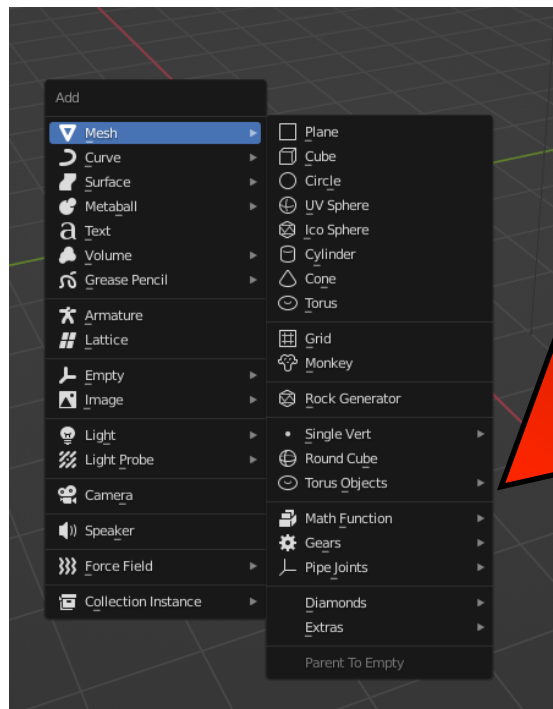 Add
Mesh
Curve
Surface
Metaball
Text
Volume
Grease Pencil
Armature
Lattice
Empty
Image
Light
Light Probe
Camera
Speaker
Force Field
Collection Instance
Plane
Cube
Circle
UV Sphere
Ico Sphere
Cylinder
Cone
Torus
Grid
Monkey
Rock Generator
Single Vert
Round Cube
Torus Objects
Math Function
Gears
Pipe Joints
Diamonds
Extras
Parent To Empty